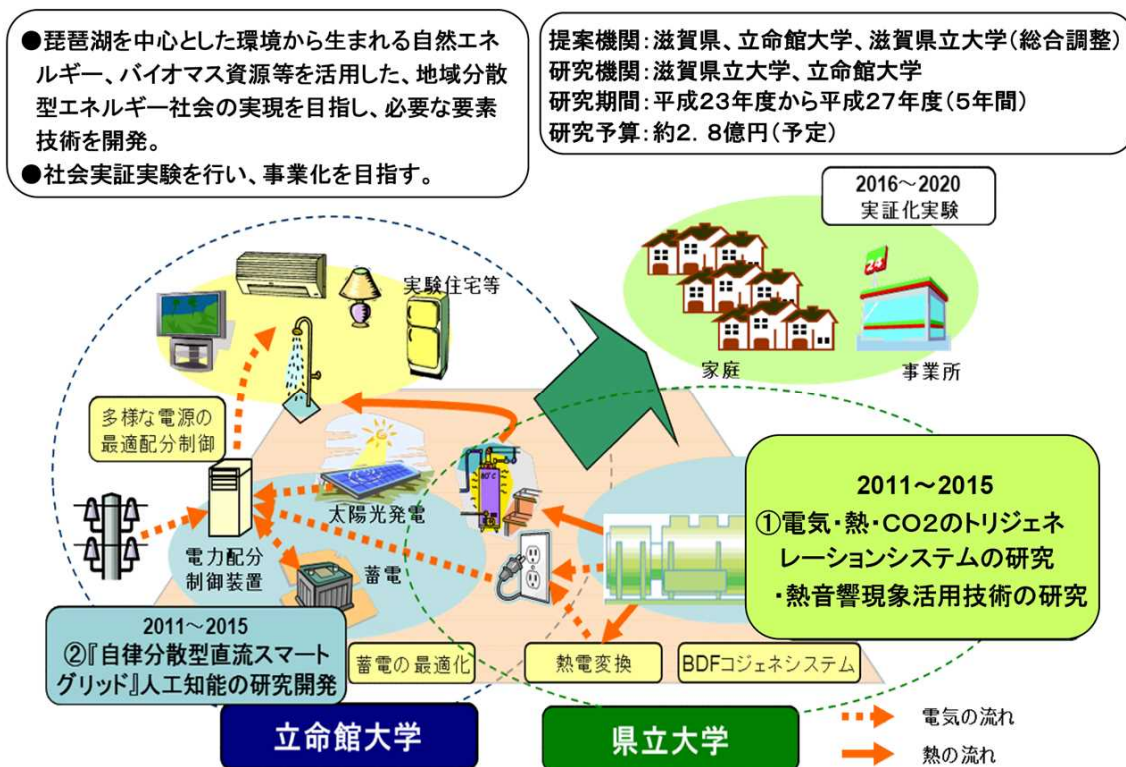 ●琵琶湖を中心とした環境から生まれる自然エネ
ルギー、バイオマス資源等を活用した、地域分散
型エネルギー社会の実現を目指し、必要な要素
技術を開発。
●社会実証実験を行い、事業化を目指す。
提案機関：滋賀県、立命館大学、滋賀県立大学（総合調整）
研究機関：滋賀県立大学、立命館大学
研究期間：平成２３年度から平成２７年度（５年間）
研究予算：約２．８億円（予定）
2016～2020
実証化実験
24
家庭
事業所
実験住宅等
多様な電源の
最適配分制御
太陽光発電
80°C
電力配分
制御装置
蓄電
2011～2015
①電気・熱・CO2のトリジェネ
レーションシステムの研究
・熱音響現象活用技術の研究
2011～2015
②『自律分散型直流スマート
グリッド』人工知能の研究開発
蓄電の最適化
熱電変換
BDFコジェネシステム
立命館大学
県立大学
電気の流れ
熱の流れ